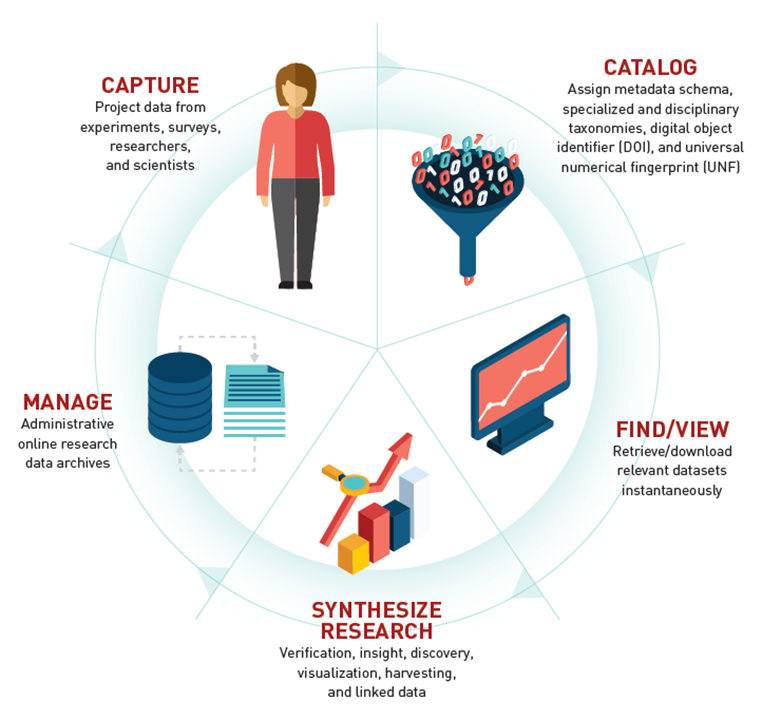 CAPTURE
Project data from
experiments, surveys,
researchers,
and scientists
CATALOG
Assign metadata schema,
specialized and disciplinary
taxonomies, digital object
identifier (DOI), and universal
numerical fingerprint (UNF)
FIND/VIEW
Retrieve/download
relevant datasets
instantaneously
SYNTHESIZE
RESEARCH
Verification, insight, discovery,
visualization, harvesting,
and linked data
MANAGE
Administrative
online research
data archives